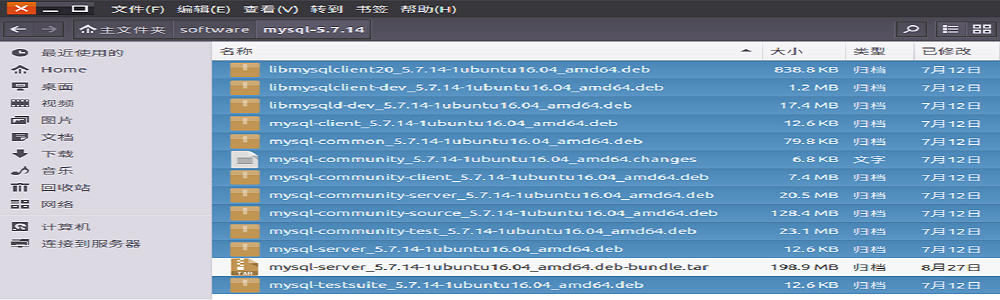 文件(F) 编辑(E) 查看(V) 转到 书签 帮助(H)
主文件夹 software mysql-5.7.14
最近使用的
Home
桌面
视频
图片
文档
下载
音乐
回收站
网络
计算机
连接到服务器
名称 大小 类型 已修改
libmysqlclient20_5.7.14-1ubuntu16.04_amd64.deb 838.8 KB 归档 7月12日
libmysqlclient-dev_5.7.14-1ubuntu16.04_amd64.deb 1.2 MB 归档 7月12日
libmysqld-dev_5.7.14-1ubuntu16.04_amd64.deb 17.4 MB 归档 7月12日
mysql-client_5.7.14-1ubuntu16.04_amd64.deb 12.6 KB 归档 7月12日
mysql-common_5.7.14-1ubuntu16.04_amd64.deb 79.8 KB 归档 7月12日
mysql-community_5.7.14-1ubuntu16.04_amd64.changes 6.8 KB 文字 7月12日
mysql-community-client_5.7.14-1ubuntu16.04_amd64.deb 7.4 MB 归档 7月12日
mysql-community-server_5.7.14-1ubuntu16.04_amd64.deb 20.5 MB 归档 7月12日
mysql-community-source_5.7.14-1ubuntu16.04_amd64.deb 128.4 MB 归档 7月12日
mysql-community-test_5.7.14-1ubuntu16.04_amd64.deb 23.1 MB 归档 7月12日
mysql-server_5.7.14-1ubuntu16.04_amd64.deb 12.6 KB 归档 7月12日
TAR mysql-server_5.7.14-1ubuntu16.04_amd64.deb-bundle.tar 198.9 MB 归档 8月27日
mysql-testsuite_5.7.14-1ubuntu16.04_amd64.deb 12.6 KB 归档 7月12日